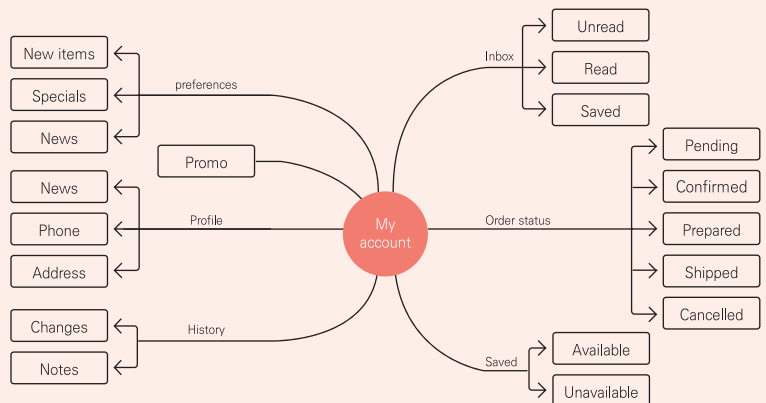 New items
Specials
News
preferences
Promo
News
Phone
Address
Profile
Changes
Notes
History
My
account
Inbox
Unread
Read
Saved
Order status
Pending
Confirmed
Prepared
Shipped
Cancelled
Saved
Available
Unavailable